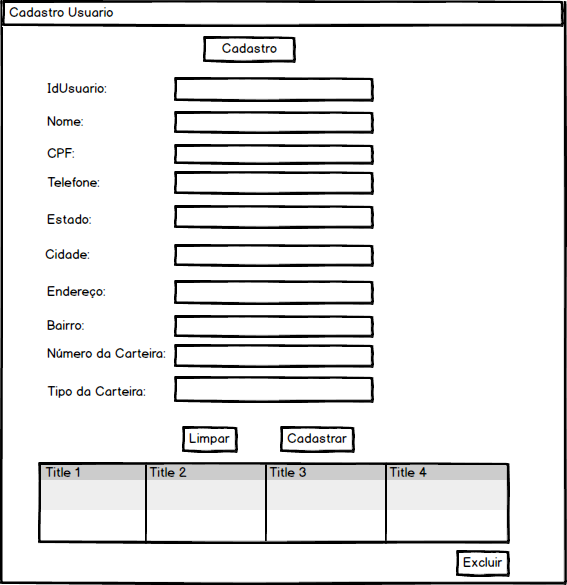 Cadastro Usuario
Cadastro
IdUsuario:
Nome:
CPF:
Telefone:
Estado:
Cidade:
Endereço:
Bairro:
Número da Carteira:
Tipo da Carteira:
Limpar Cadastrar
Title 1 Title 2 Title 3 Title 4
Excluir